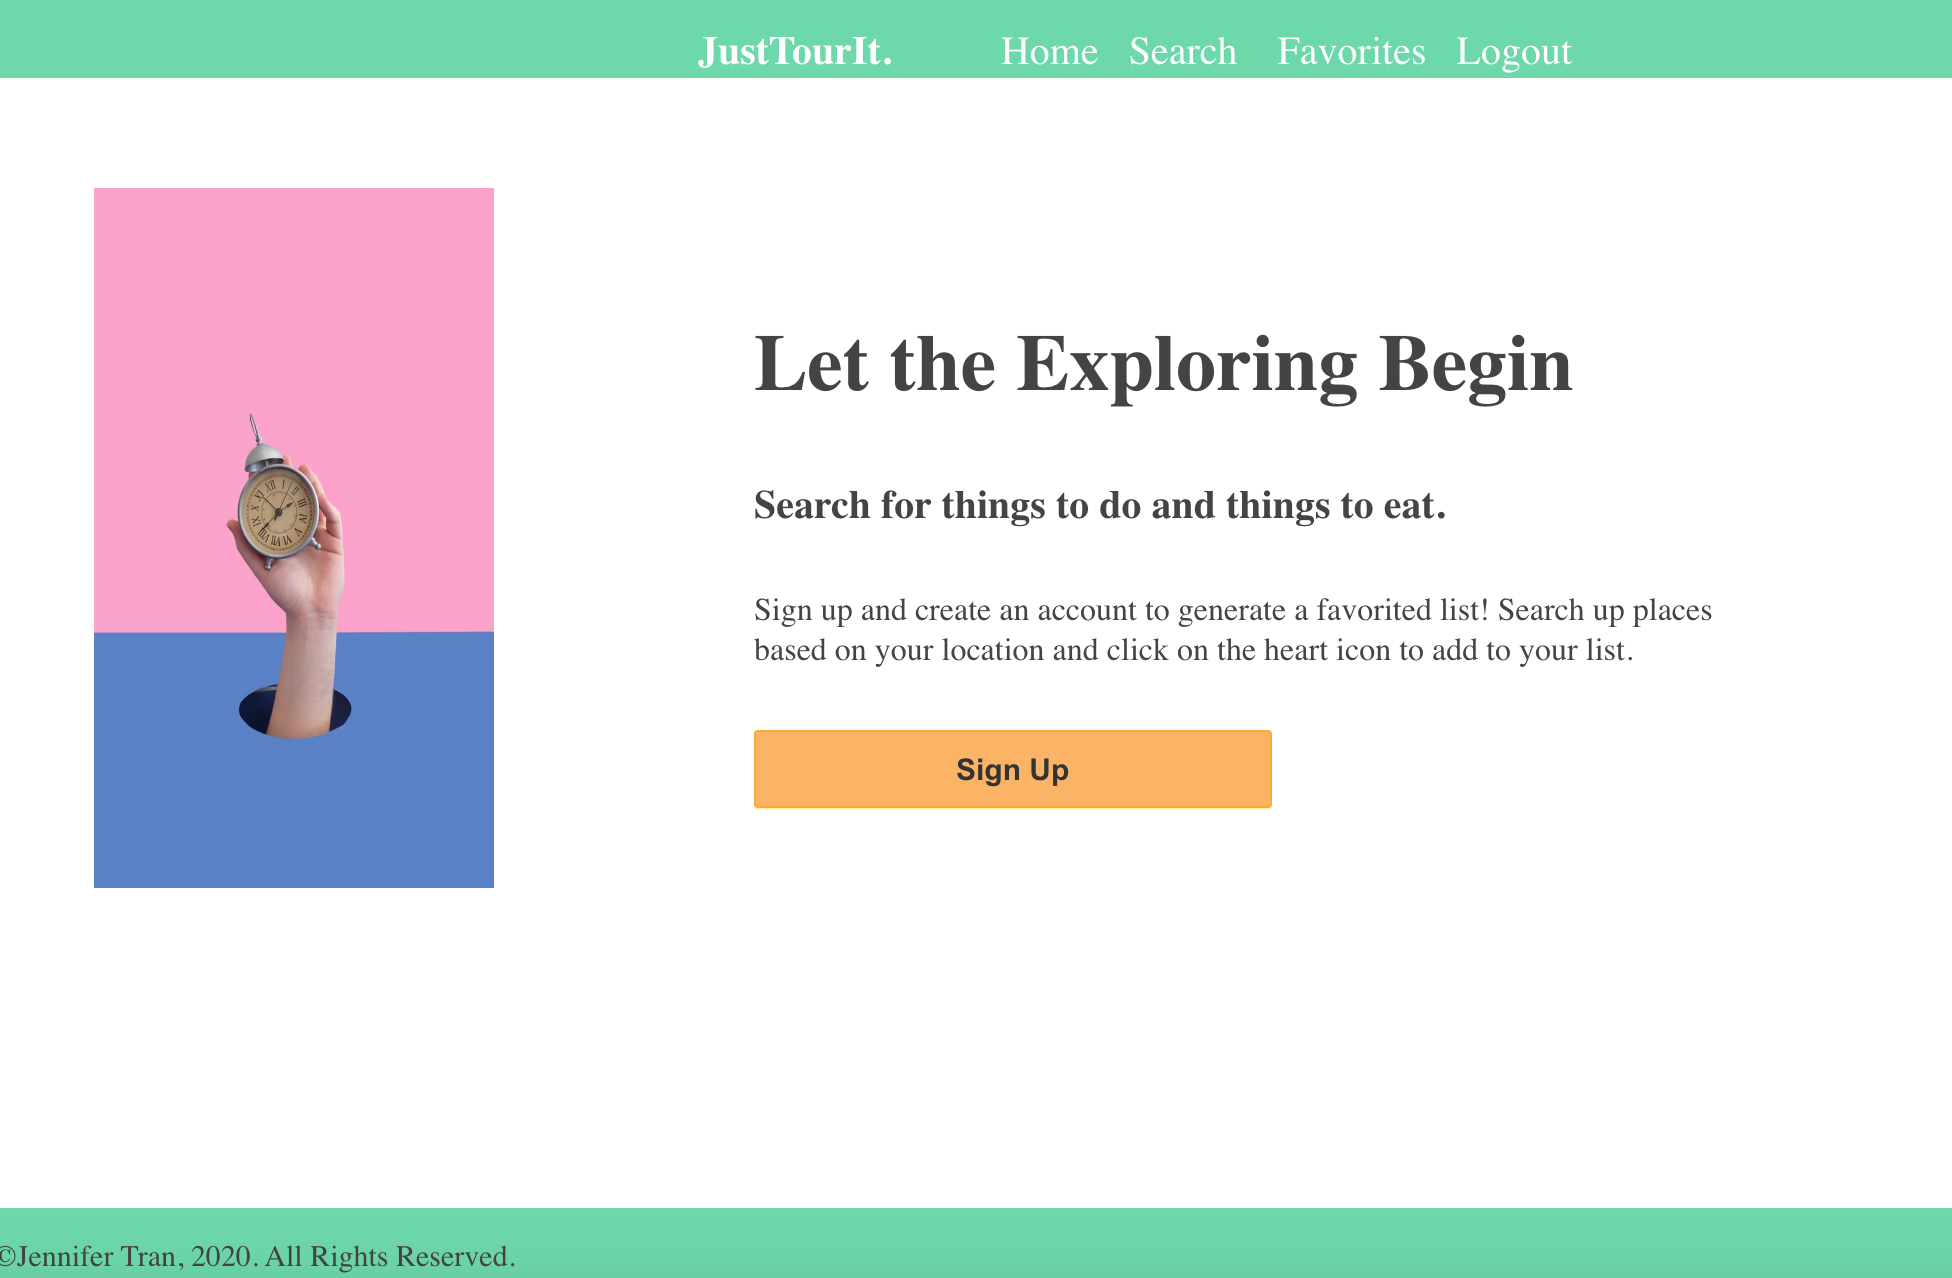 JustTourIt. Home Search Favorites Logout
Let the Exploring Begin
Search for things to do and things to eat.
Sign up and create an account to generate a favorited list! Search up places
based on your location and click on the heart icon to add to your list.
Sign Up
©Jennifer Tran, 2020. All Rights Reserved.